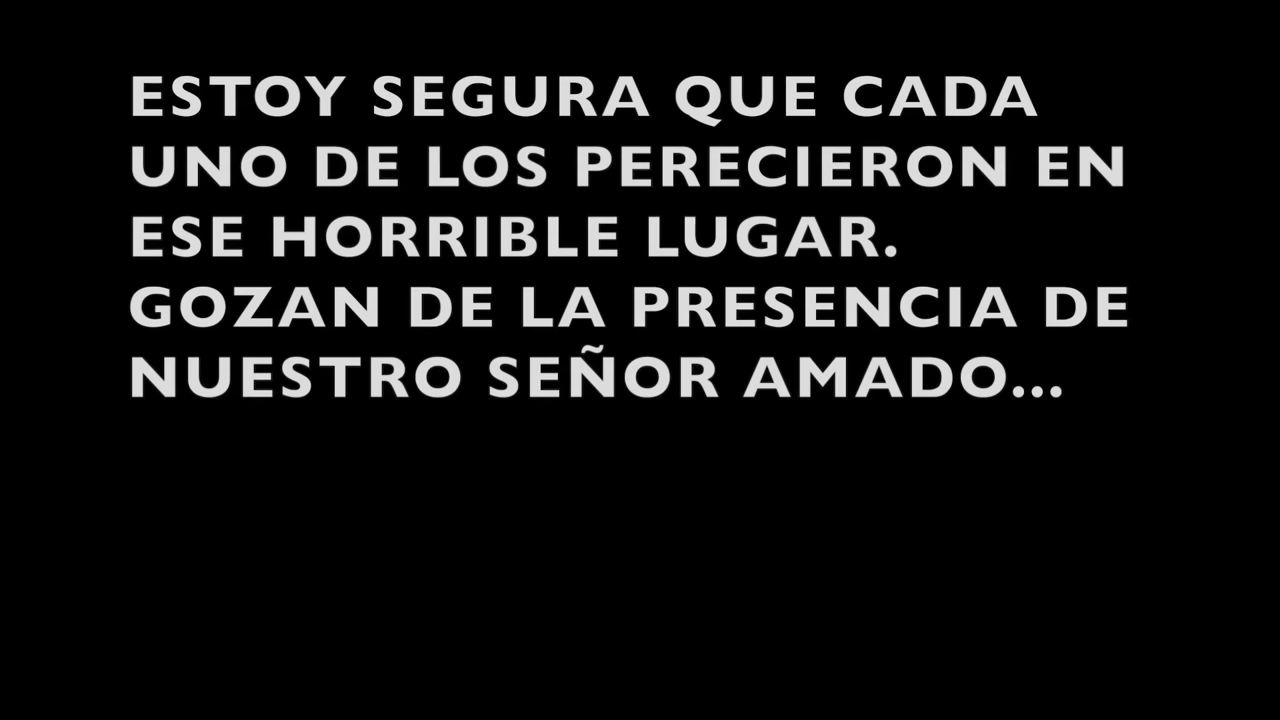 ESTOY SEGURA QUE CADA
UNO DE LOS PERECIERON EN
ESE HORRIBLE LUGAR.
GOZAN DE LA PRESENCIA DE
NUESTRO SEÑOR AMADO...